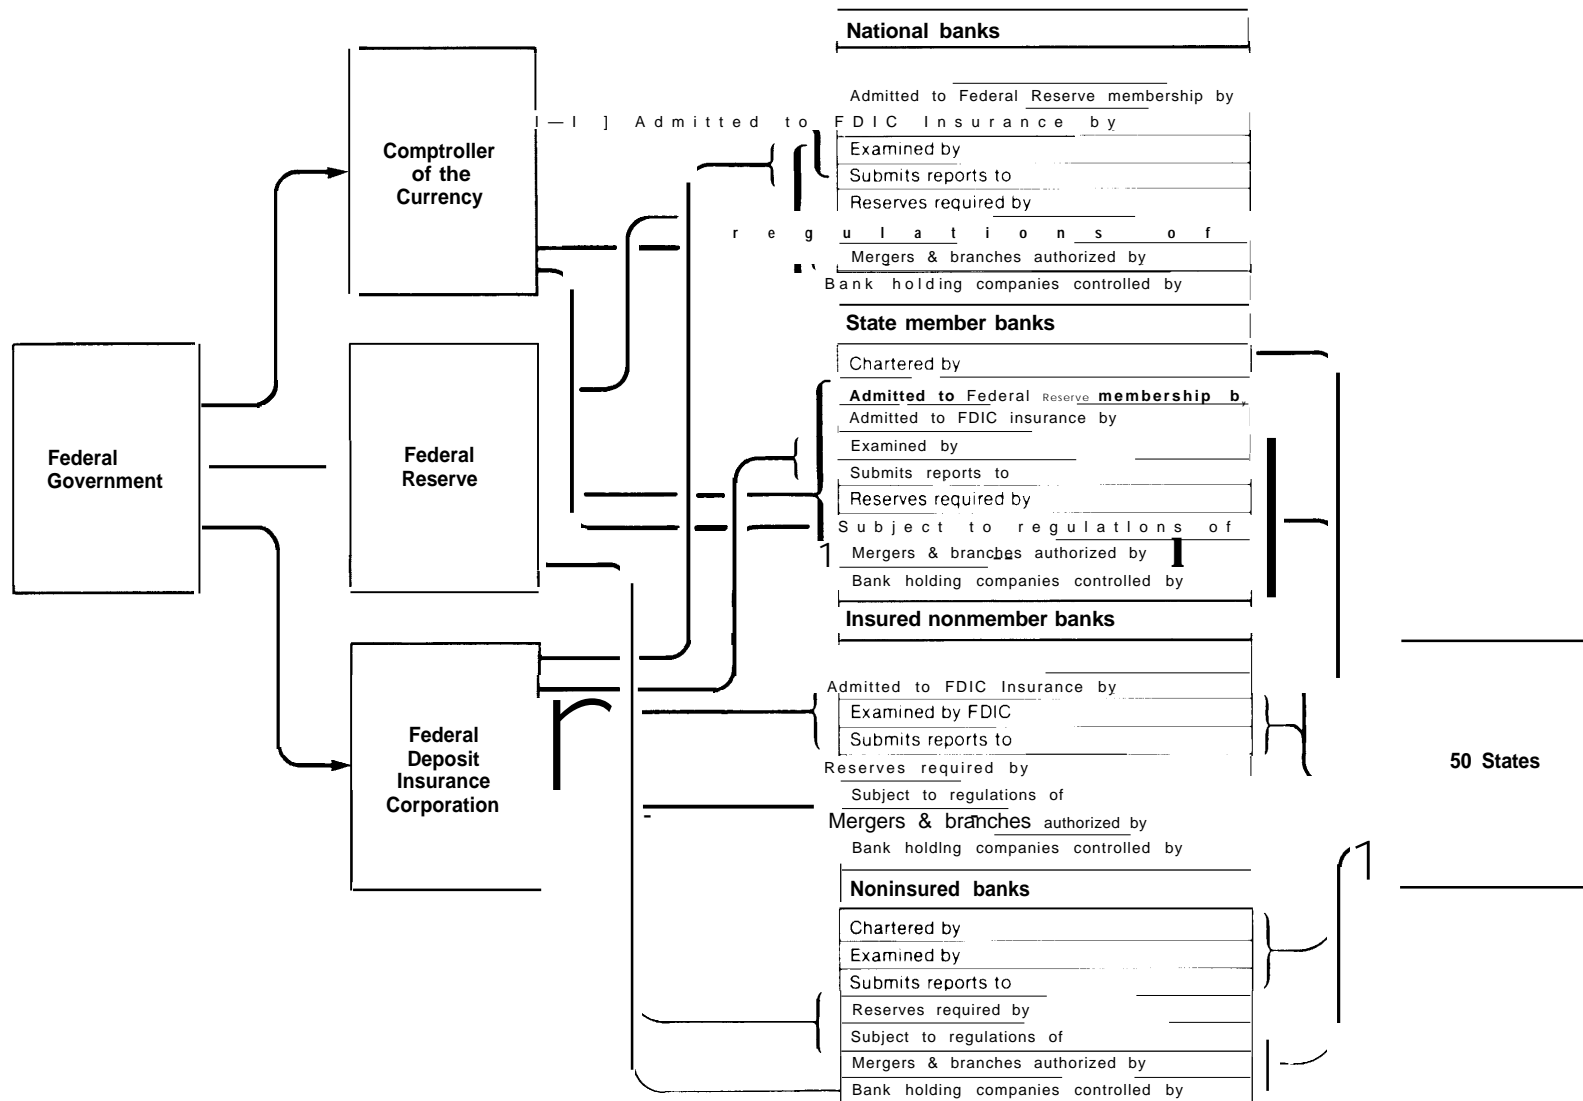 National banks
Admitted to Federal Reserve membership by
Admitted to FDIC Insurance by
Examined by
Submits reports to
Reserves required by
regulations of
Mergers & branches authorized by
Bank holding companies controlled by
State member banks
Chartered by
Admitted to Federal Reserve membership by
Admitted to FDIC insurance by
Examined by
Submits reports to
Reserves required by
Subject to regulations of
Mergers & branches authorized by
Bank holding companies controlled by
Insured nonmember banks
Admitted to FDIC Insurance by
Examined by FDIC
Submits reports to
Reserves required by
Subject to regulations of
Mergers & branches authorized by
Bank holding companies controlled by
Noninsured banks
Chartered by
Examined by
Submits reports to
Reserves required by
Subject to regulations of
Mergers & branches authorized by
Bank holding companies controlled by
Comptroller
of the
Currency
Federal
Government
Federal
Reserve
Federal
Deposit
Insurance
Corporation
50 States